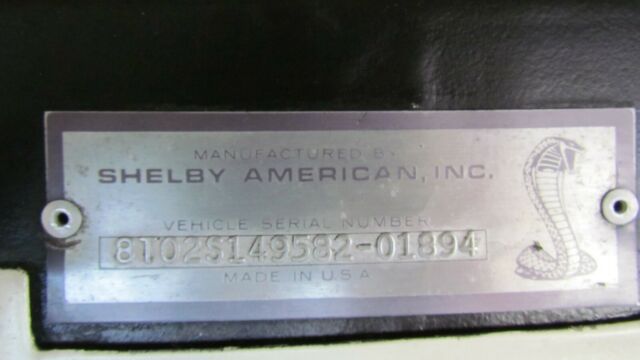 MANUFACTURED BY
SHELBY AMERICAN, INC.
VEHICLE SERIAL NUMBER
8T02S149582-01894
MADE IN U.S.A